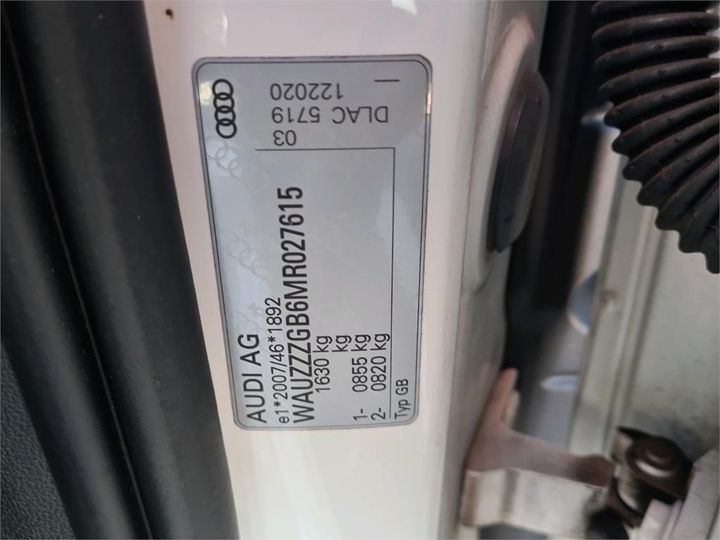 AUDI AG
e1*2007/46*1892
WAUZZZGB6MR027615
1630 kg
kg
1- 0855 kg
2- 0820 kg
Typ GB
03
DLAC 5719
122020